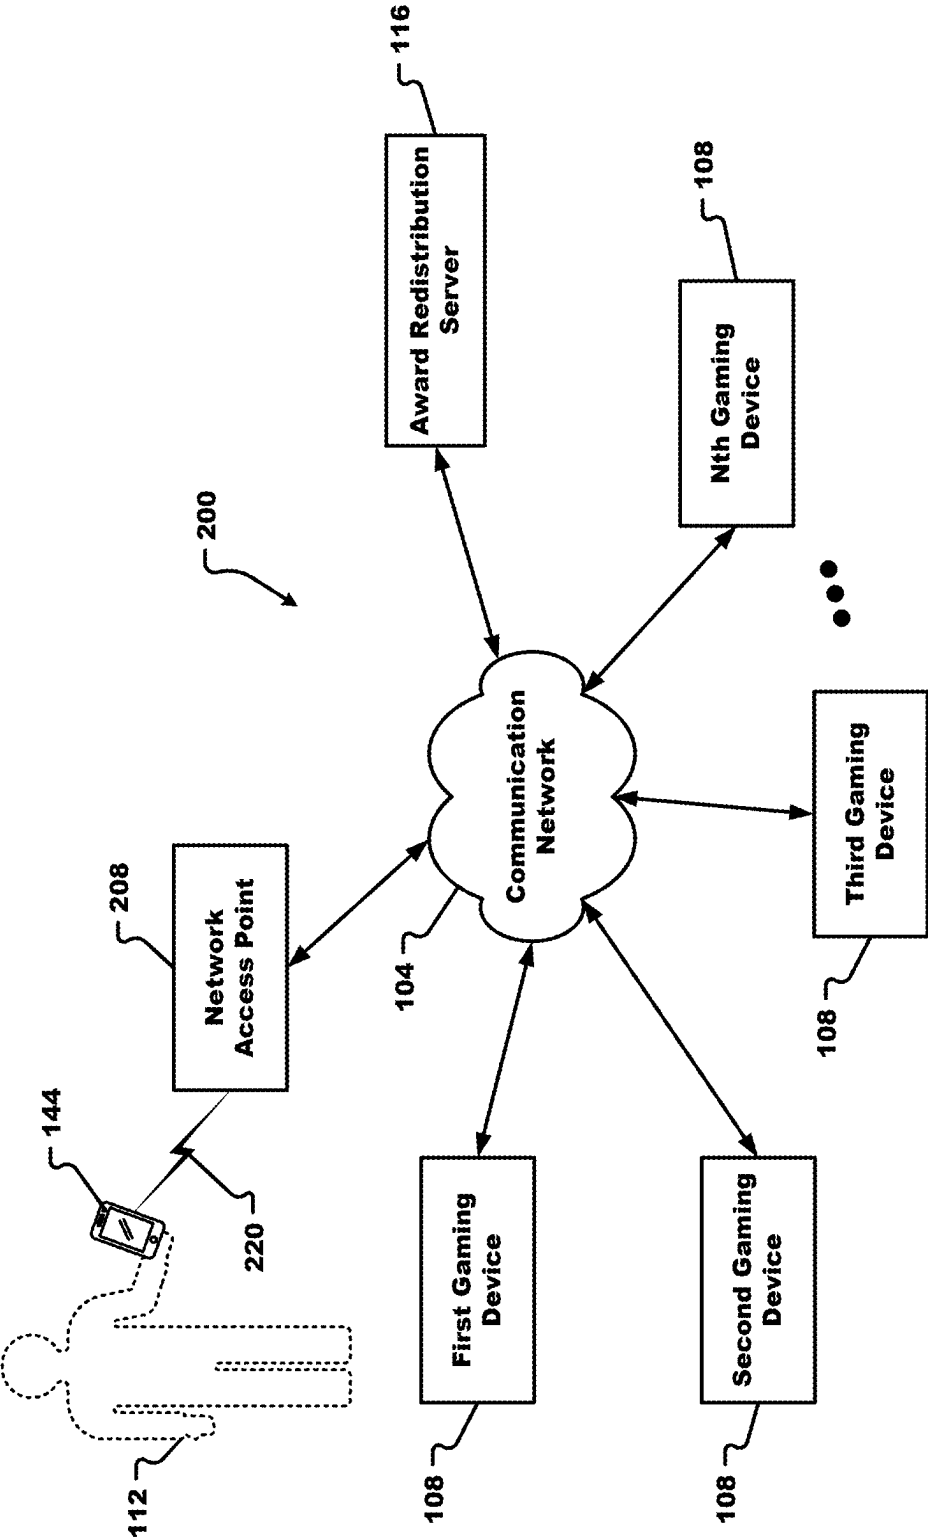 112
144
220
208
Network
Access Point
200
116
Award Redistribution
Server
104
Communication
Network
108
First Gaming
Device
108
Second Gaming
Device
108
Third Gaming
Device
108
Nth Gaming
Device